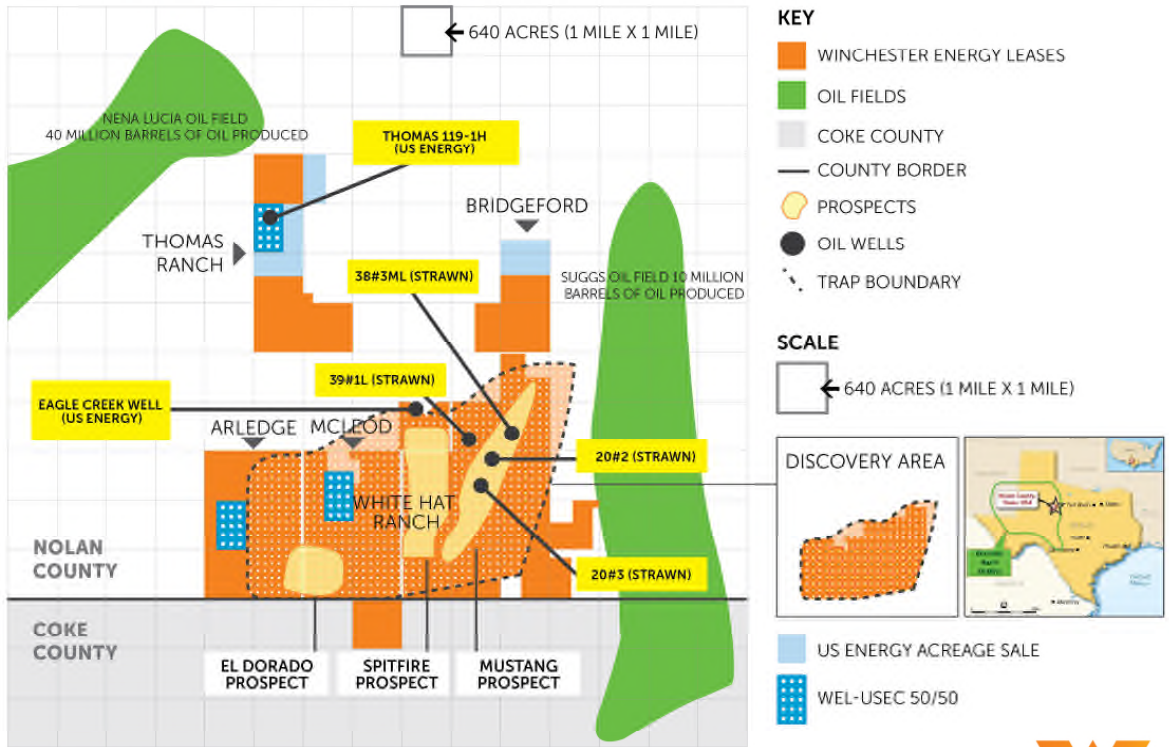 640 ACRES (1 MILE X 1 MILE)
NENA LUCIA OIL FIELD
40 MILLION BARRELS OF OIL PRODUCED
THOMAS 119-1H
(US ENERGY)
THOMAS
RANCH
BRIDGEFORD
38#3ML (STRAWN)
SUGGS OIL FIELD 10 MILLION
BARRELS OF OIL PRODUCED
39#1L (STRAWN)
EAGLE CREEK WELL
(US ENERGY)
ARLEDGE
MCLEOD
20#2 (STRAWN)
WHITE HAT
RANCH
20#3 (STRAWN)
NOLAN
COUNTY
COKE
COUNTY
EL DORADO
PROSPECT
SPITFIRE
PROSPECT
MUSTANG
PROSPECT
KEY
WINCHESTER ENERGY LEASES
OIL FIELDS
COKE COUNTY
COUNTY BORDER
PROSPECTS
OIL WELLS
TRAP BOUNDARY
SCALE
640 ACRES (1 MILE X 1 MILE)
DISCOVERY AREA
US ENERGY ACREAGE SALE
WEL-USEC 50/50